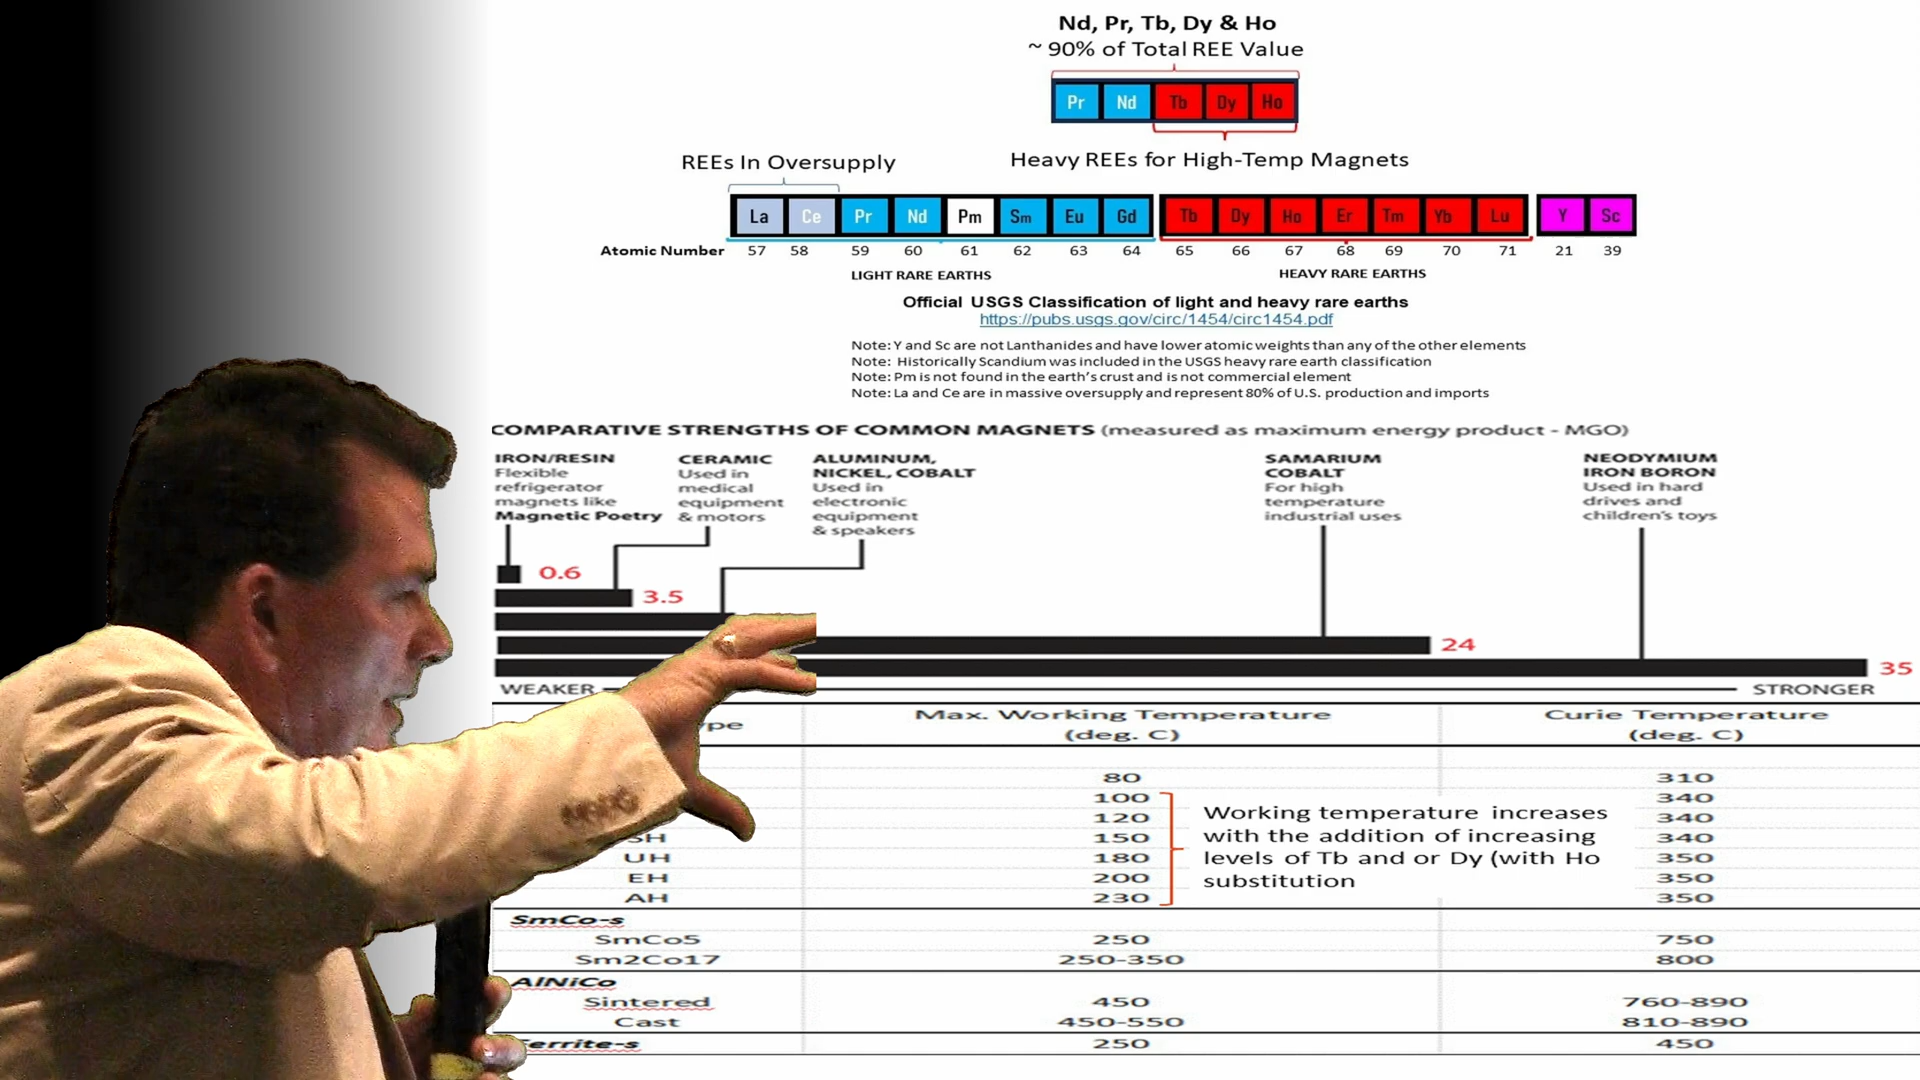 Nd, Pr, Tb, Dy & Ho
~ 90% of Total REE Value
Pr Nd Tb Dy Ho
REEs In Oversupply
Heavy REEs for High-Temp Magnets
La Ce Pr Nd Pm Sm Eu Gd Tb Dy Ho Er Tm Yb Lu Y Sc
Atomic Number 57 58 59 60 61 62 63 64 65 66 67 68 69 70 71 21 39
LIGHT RARE EARTHS
HEAVY RARE EARTHS
Official USGS Classification of light and heavy rare earths
https://pubs.usgs.gov/circ/1454/circ1454.pdf
Note: Y and Sc are not Lanthanides and have lower atomic weights than any of the other elements
Note: Historically Scandium was included in the USGS heavy rare earth classification
Note: Pm is not found in the earth's crust and is not commercial element
Note: La and Ce are in massive oversupply and represent 80% of U.S. production and imports
COMPARATIVE STRENGTHS OF COMMON MAGNETS (measured as maximum energy product - MGO)
IRON/RESIN
Flexible
refrigerator
magnets like
Magnetic Poetry
CERAMIC
Used in
medical
equipment
& motors
ALUMINUM,
NICKEL, COBALT
Used in
electronic
equipment
& speakers
SAMARIUM
COBALT
For high
temperature
industrial uses
NEODYMIUM
IRON BORON
Used in hard
drives and
children's toys
0.6
3.5
24
35
WEAKER
STRONGER
Max. Working Temperature
(deg. C)
Curie Temperature
(deg. C)
80 310
100 340
120 340
SH 150 340
UH 180 350
EH 200 350
AH 230 350
Working temperature increases
with the addition of increasing
levels of Tb and or Dy (with Ho
substitution
SmCo-s
SmCo5 250 750
Sm2Co17 250-350 800
AlNiCo
Sintered 450 760-890
Cast 450-550 810-890
Ferrite-s 250 450